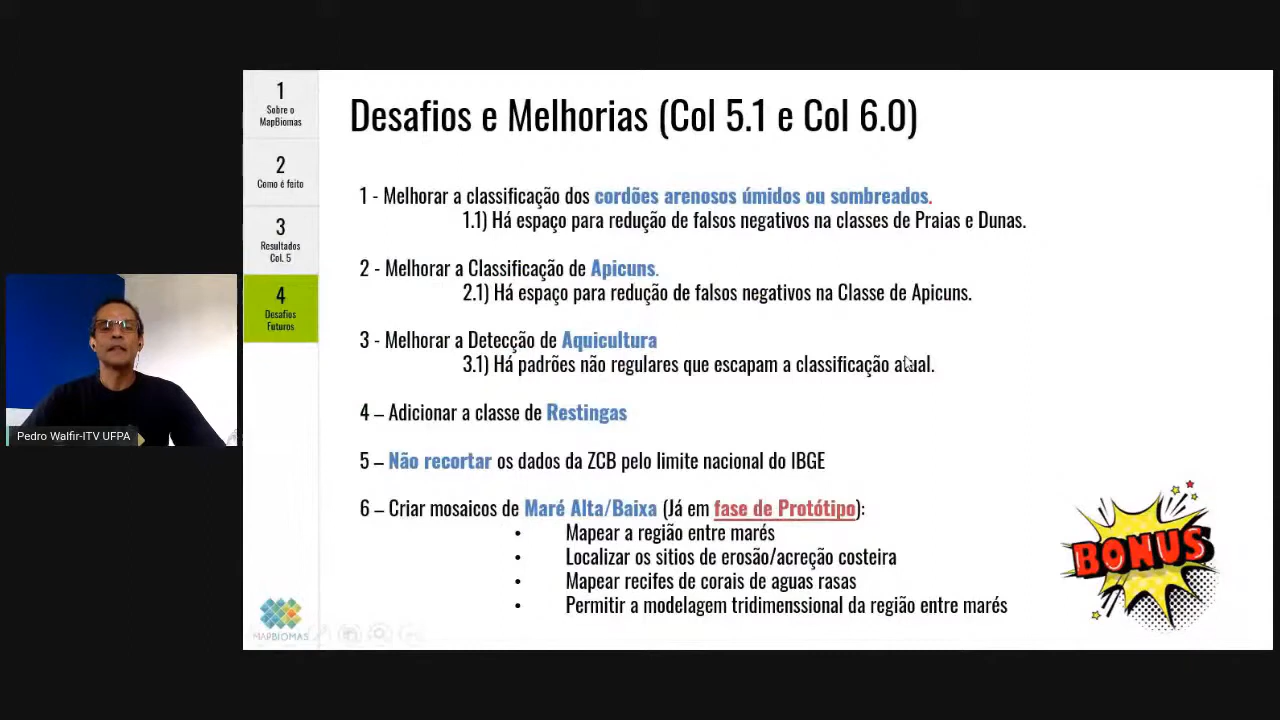 1
Sobre o
MapBiomas
2
Como é feito
3
Resultados
Col. 5
4
Desafios
Futuros
Pedro Walfir-ITV UFPA
Desafios e Melhorias (Col 5.1 e Col 6.0)
1 - Melhorar a classificação dos cordões arenosos úmidos ou sombreados.
1.1) Há espaço para redução de falsos negativos na classes de Praias e Dunas.
2 - Melhorar a Classificação de Apicuns.
2.1) Há espaço para redução de falsos negativos na Classe de Apicuns.
3 - Melhorar a Detecção de Aquicultura
3.1) Há padrões não regulares que escapam a classificação atual.
4 – Adicionar a classe de Restingas
5 – Não recortar os dados da ZCB pelo limite nacional do IBGE
6 – Criar mosaicos de Maré Alta/Baixa (Já em fase de Protótipo):
• Mapear a região entre marés
• Localizar os sitios de erosão/acreção costeira
• Mapear recifes de corais de aguas rasas
• Permitir a modelagem tridimenssional da região entre marés
BONUS
MAPBIOMAS